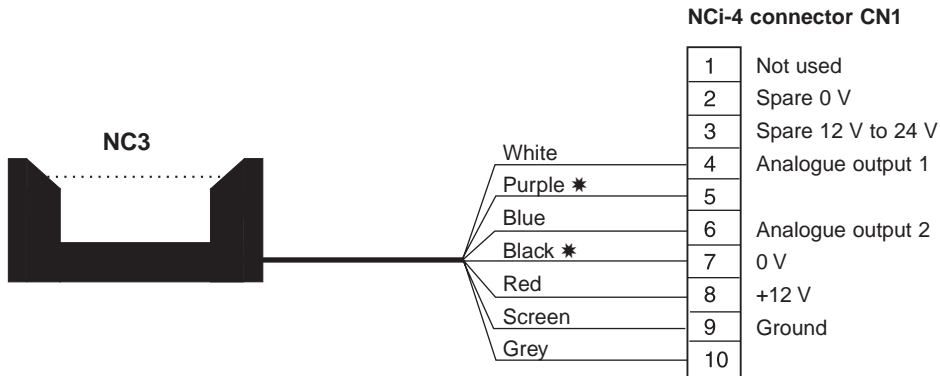 NCi-4 connector CN1
1 Not used
2 Spare 0 V
3 Spare 12 V to 24 V
NC3
White 4 Analogue output 1
Purple ✷ 5
Blue 6 Analogue output 2
Black ✷ 7 0 V
Red 8 +12 V
Screen 9 Ground
Grey 10